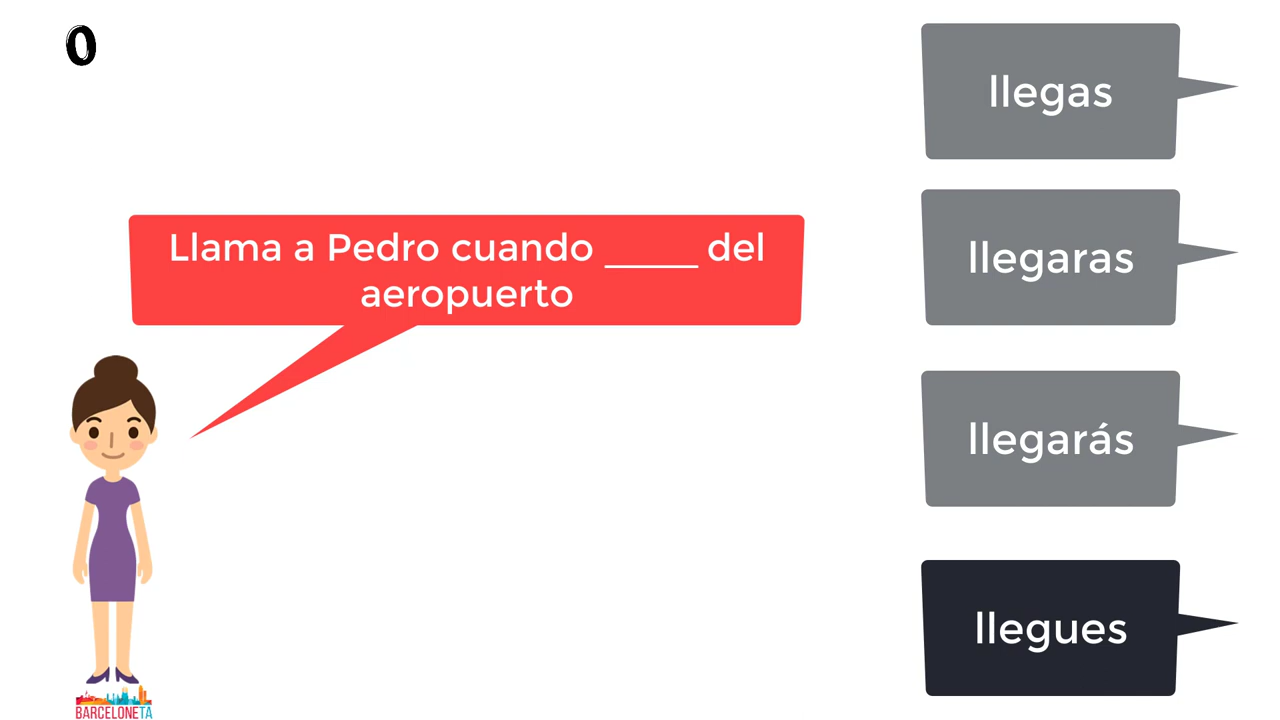 0
Llama a Pedro cuando _____ del
aeropuerto
llegas
llegaras
llegarás
llegues
BARCELONETA